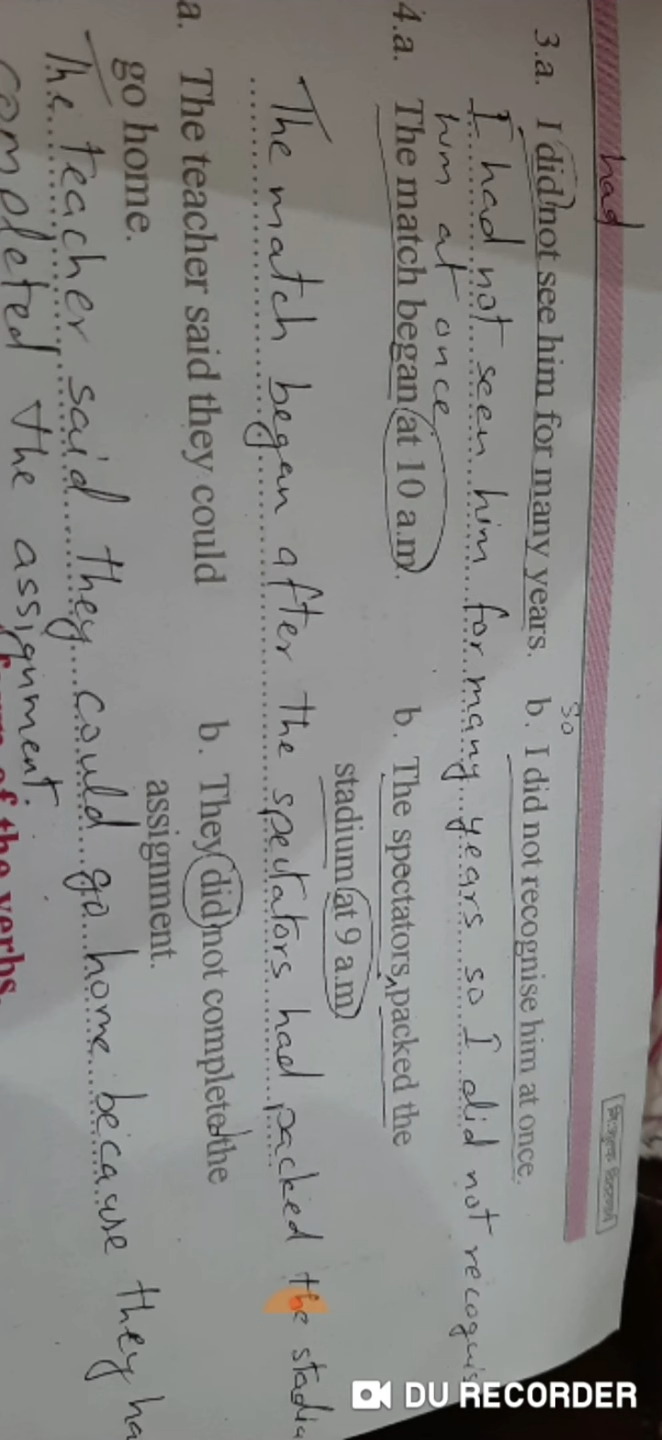 had
3.a. I did not see him for many years. b. I did not recognise him at once.
so
I had not seen him for many years so I did not recognis
him at once
4.a. The match began at 10 a.m. b. The spectators packed the
stadium at 9 a.m
The match began after the spectators had packed the stadiu
a. The teacher said they could b. They did not completed the
go home. assignment.
The teacher said they could go home because they ha
completed the assignment.
of the verbs.
DU RECORDER